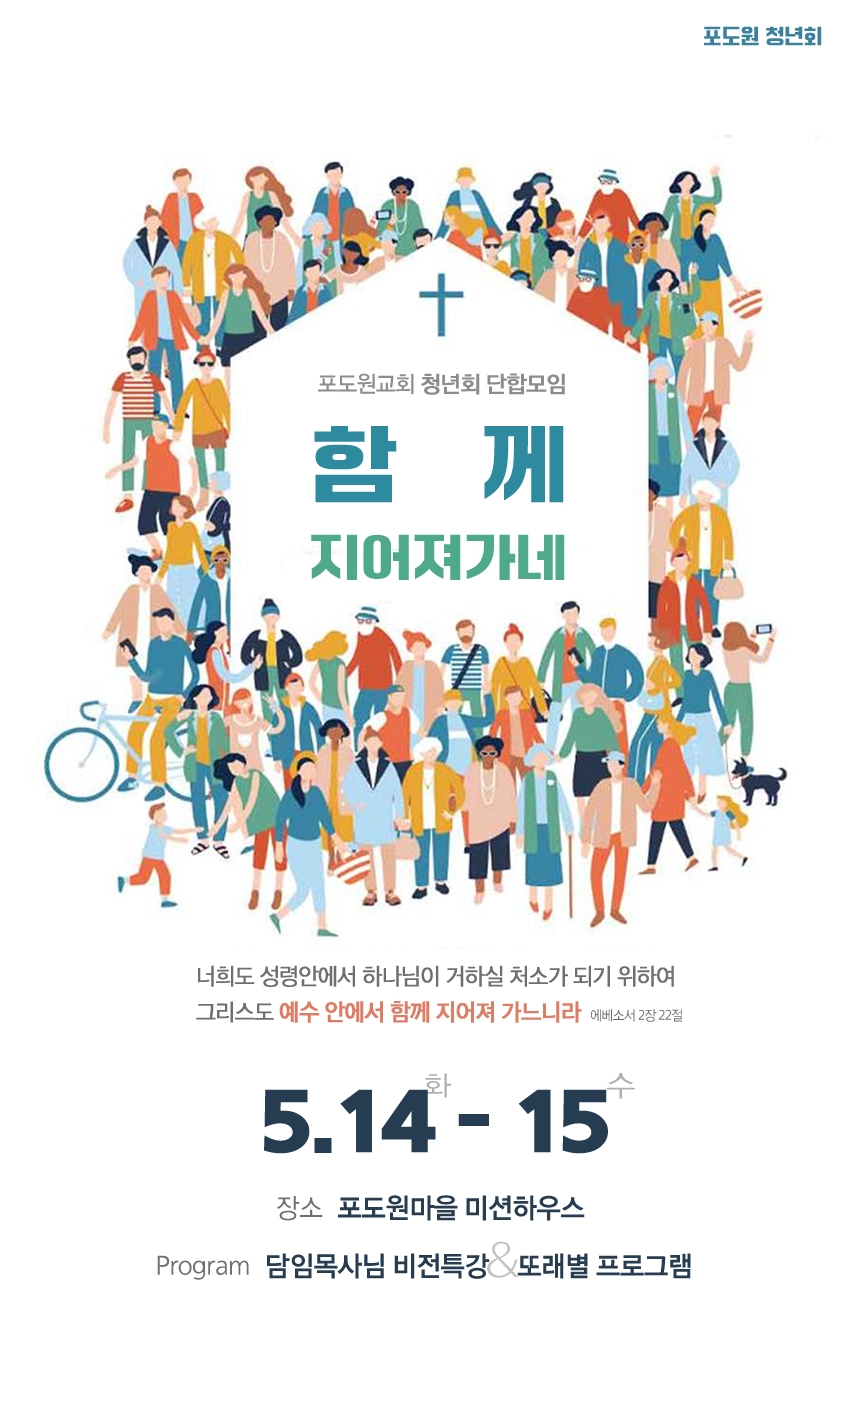 포도원 청년회
포도원교회 청년회 단합모임
함 께
지어져가네
너희도 성령안에서 하나님이 거하실 처소가 되기 위하여
그리스도 예수 안에서 함께 지어져 가느니라 에베소서 2장 22절
5.14 화 - 15 수
장소 포도원마을 미션하우스
Program 담임목사님 비전특강&또래별 프로그램